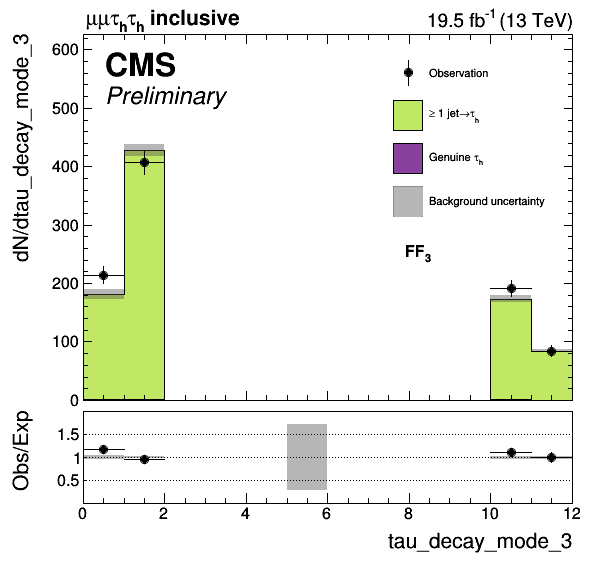 μμτhτh inclusive
19.5 fb-1 (13 TeV)
CMS
Preliminary
Observation
≥ 1 jet→τh
Genuine τh
Background uncertainty
FF3
dN/dtau_decay_mode_3
600
500
400
300
200
100
0
Obs/Exp
1.5
1
0.5
0 2 4 6 8 10 12
tau_decay_mode_3